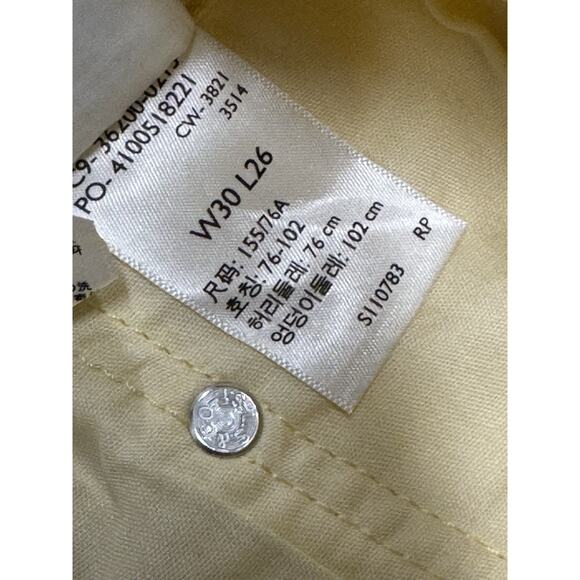 PO- 4100518221
CW- 3821
3514
W30 L26
尺码: 155/76A
호칭: 76-102
허리둘레: 76 cm
엉덩이둘레: 102 cm
S110783
RP